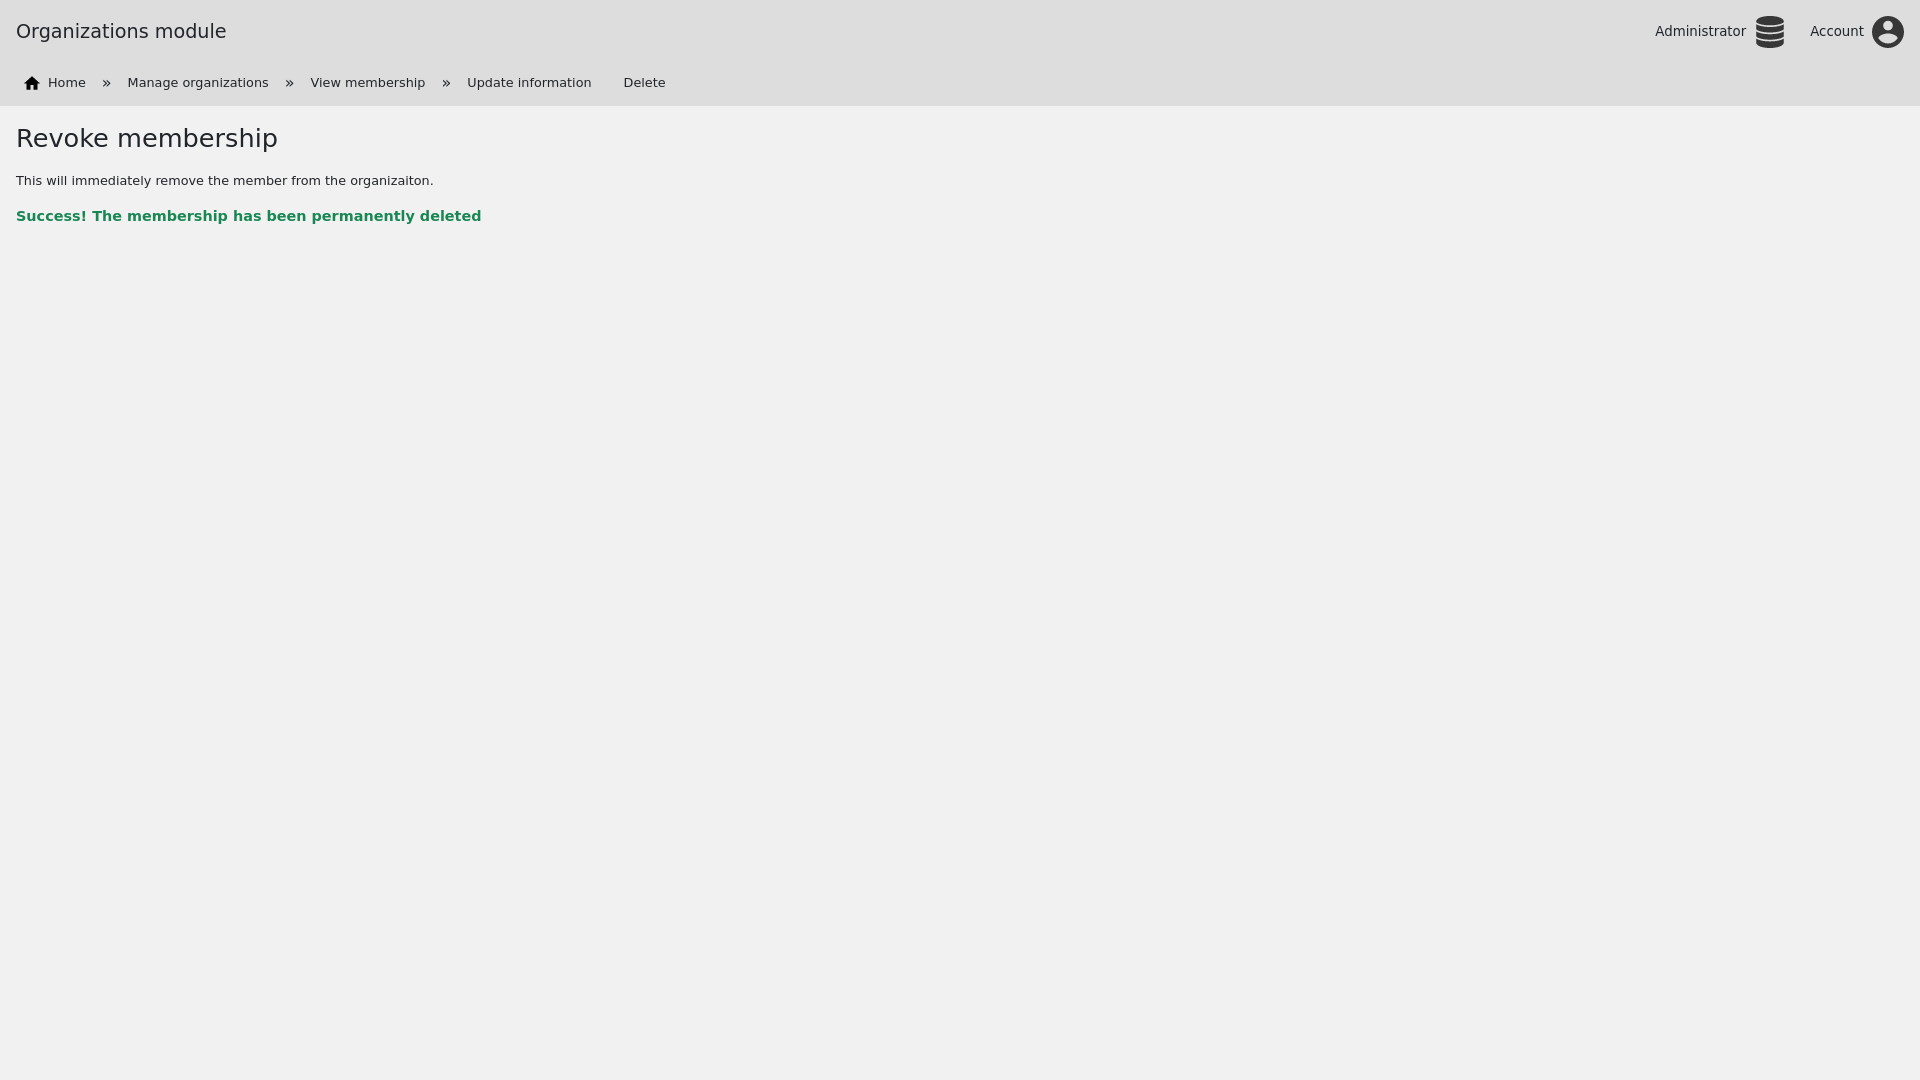 Organizations module
Administrator
Account
Home » Manage organizations » View membership » Update information Delete
Revoke membership
This will immediately remove the member from the organizaiton.
Success! The membership has been permanently deleted